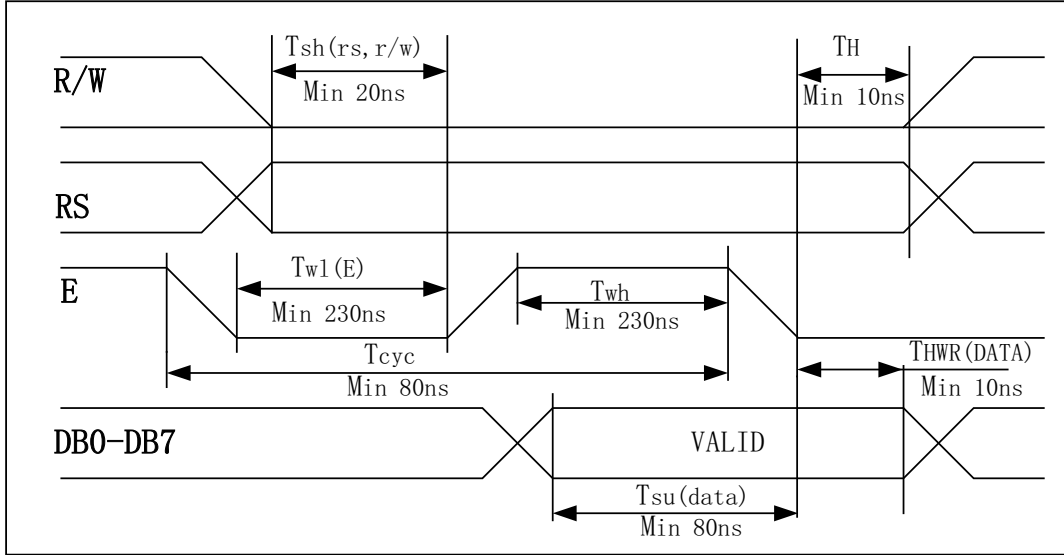 R/W
Tsh(rs,r/w)
Min 20ns
TH
Min 10ns
RS
E
Twl(E)
Min 230ns
Twh
Min 230ns
Tcyc
Min 80ns
THWR(DATA)
Min 10ns
DB0-DB7
VALID
Tsu(data)
Min 80ns